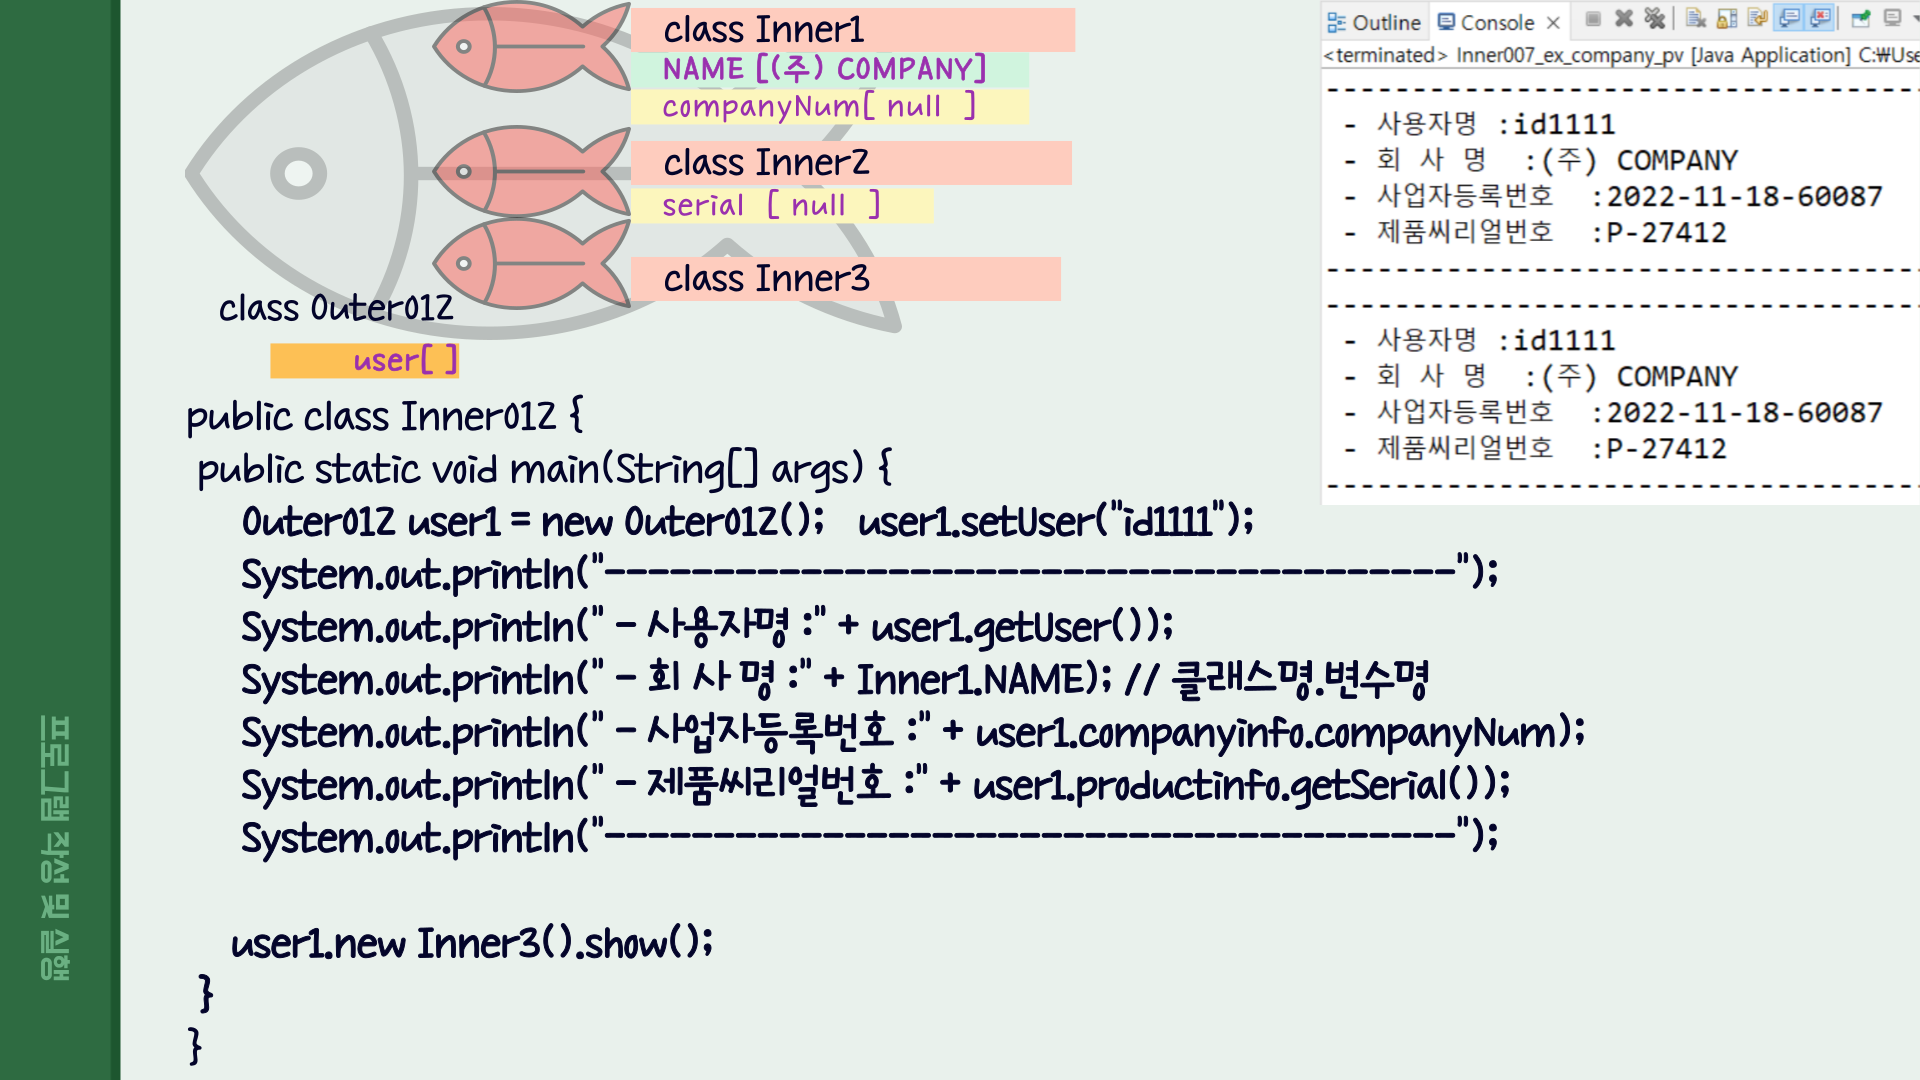 class Inner1
NAME [(주) COMPANY]
companyNum[ null ]
class Inner2
serial [ null ]
class Inner3
class Outer012
user[ ]
Outline Console
<terminated> Inner007_ex_company_pv [Java Application] C:₩Use
-----------------------------------
- 사용자명 :id1111
- 회 사 명 :(주) COMPANY
- 사업자등록번호 :2022-11-18-60087
- 제품씨리얼번호 :P-27412
-----------------------------------
-----------------------------------
- 사용자명 :id1111
- 회 사 명 :(주) COMPANY
- 사업자등록번호 :2022-11-18-60087
- 제품씨리얼번호 :P-27412
-----------------------------------
public class Inner012 {
public static void main(String[] args) {
Outer012 user1 = new Outer012(); user1.setUser("id1111");
System.out.println("---------------------------------------");
System.out.println(" - 사용자명 :" + user1.getUser());
System.out.println(" - 회 사 명 :" + Inner1.NAME); // 클래스명.변수명
System.out.println(" - 사업자등록번호 :" + user1.companyinfo.companyNum);
System.out.println(" - 제품씨리얼번호 :" + user1.productinfo.getSerial());
System.out.println("---------------------------------------");
user1.new Inner3().show();
}
}
프로그램 작성 및 실행